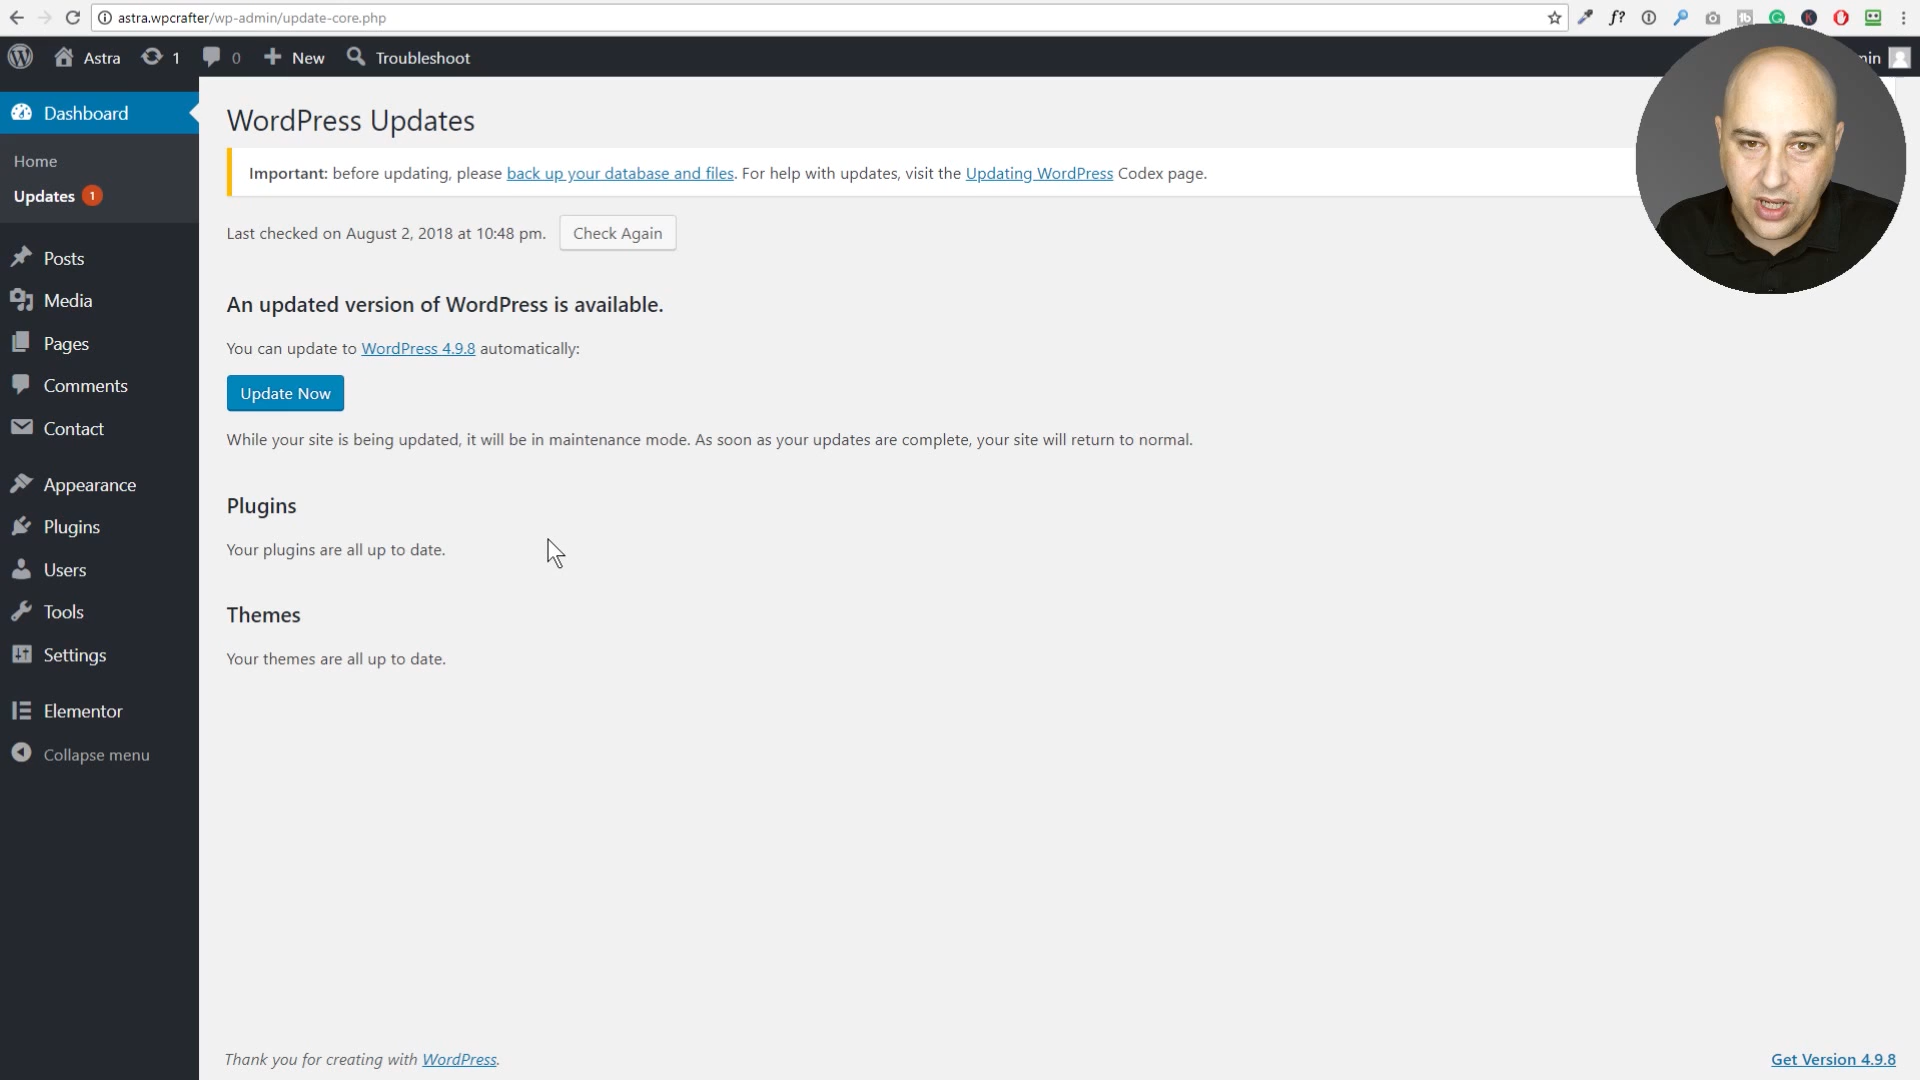 astra.wpcrafter/wp-admin/update-core.php
f?
Astra
1
0
New
Troubleshoot
min
Dashboard
Home
Updates 1
Posts
Media
Pages
Comments
Contact
Appearance
Plugins
Users
Tools
Settings
Elementor
Collapse menu
WordPress Updates
Important: before updating, please back up your database and files. For help with updates, visit the Updating WordPress Codex page.
Last checked on August 2, 2018 at 10:48 pm. Check Again
An updated version of WordPress is available.
You can update to WordPress 4.9.8 automatically:
Update Now
While your site is being updated, it will be in maintenance mode. As soon as your updates are complete, your site will return to normal.
Plugins
Your plugins are all up to date.
Themes
Your themes are all up to date.
Thank you for creating with WordPress.
Get Version 4.9.8